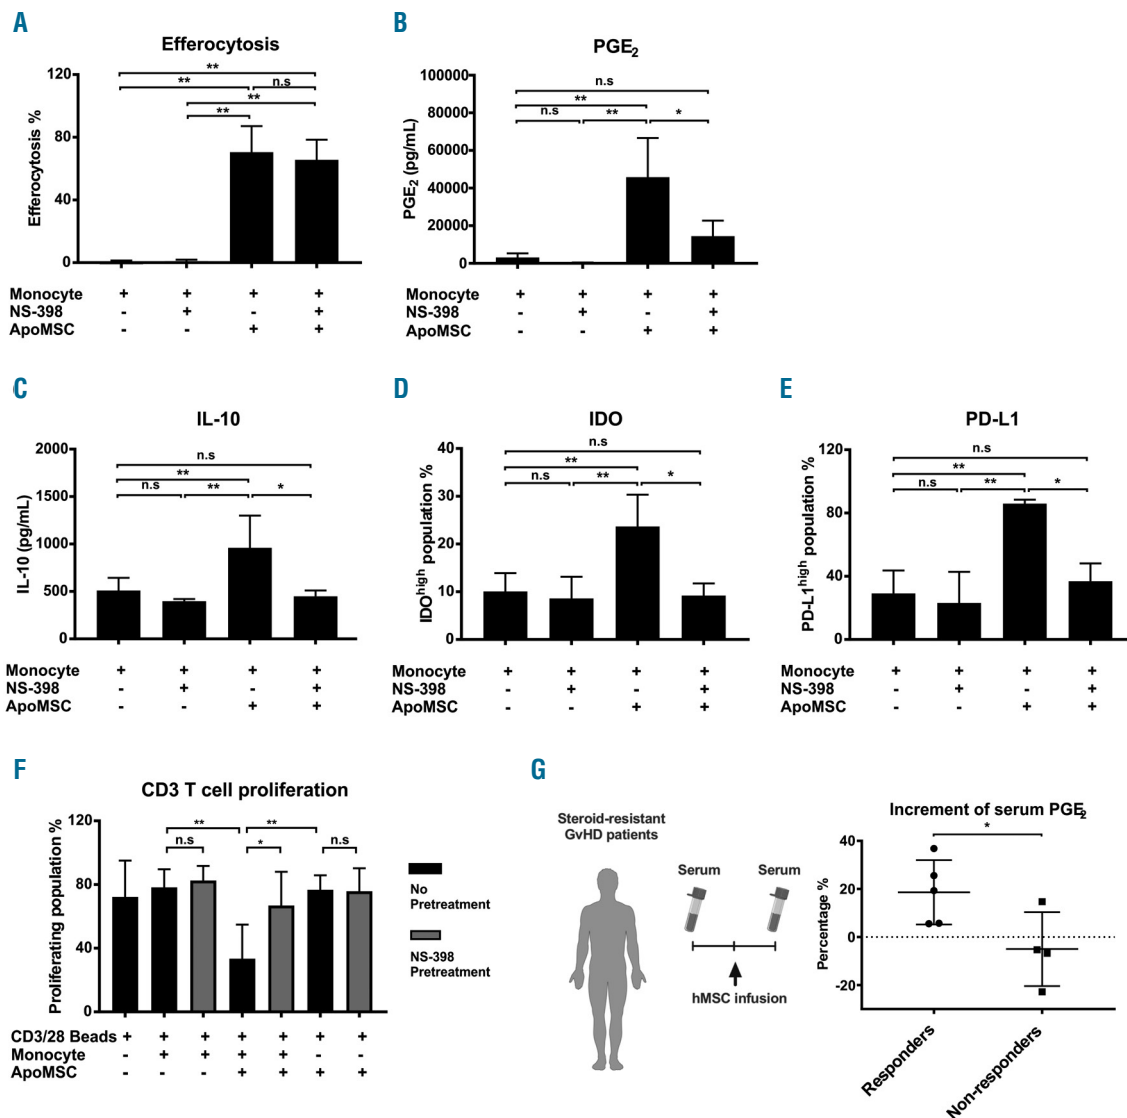 A
Efferocytosis
Efferocytosis %
120
80
40
0
**
** n.s
**
**
Monocyte + + + +
NS-398 - + - +
ApoMSC - - + +
B
PGE2
PGE2 (pg/mL)
100000
80000
60000
40000
20000
0
n.s
**
n.s ** *
Monocyte + + + +
NS-398 - + - +
ApoMSC - - + +
C
IL-10
IL-10 (pg/mL)
2000
1500
1000
500
0
n.s
**
n.s ** *
Monocyte + + + +
NS-398 - + - +
ApoMSC - - + +
D
IDO
IDOhigh population %
40
30
20
10
0
n.s
**
n.s ** *
Monocyte + + + +
NS-398 - + - +
ApoMSC - - + +
E
PD-L1
PD-L1high population %
120
80
40
0
n.s
**
n.s ** *
Monocyte + + + +
NS-398 - + - +
ApoMSC - - + +
F
CD3 T cell proliferation
Proliferating population %
120
80
40
0
** **
n.s * n.s
No
Pretreatment
NS-398
Pretreatment
CD3/28 Beads + + + + + + +
Monocyte - + + + + - -
ApoMSC - - - + + + +
G
Steroid-resistant
GvHD patients
Serum Serum
hMSC infusion
Increment of serum PGE2
Percentage %
40
20
0
-20
*
Responders
Non-responders